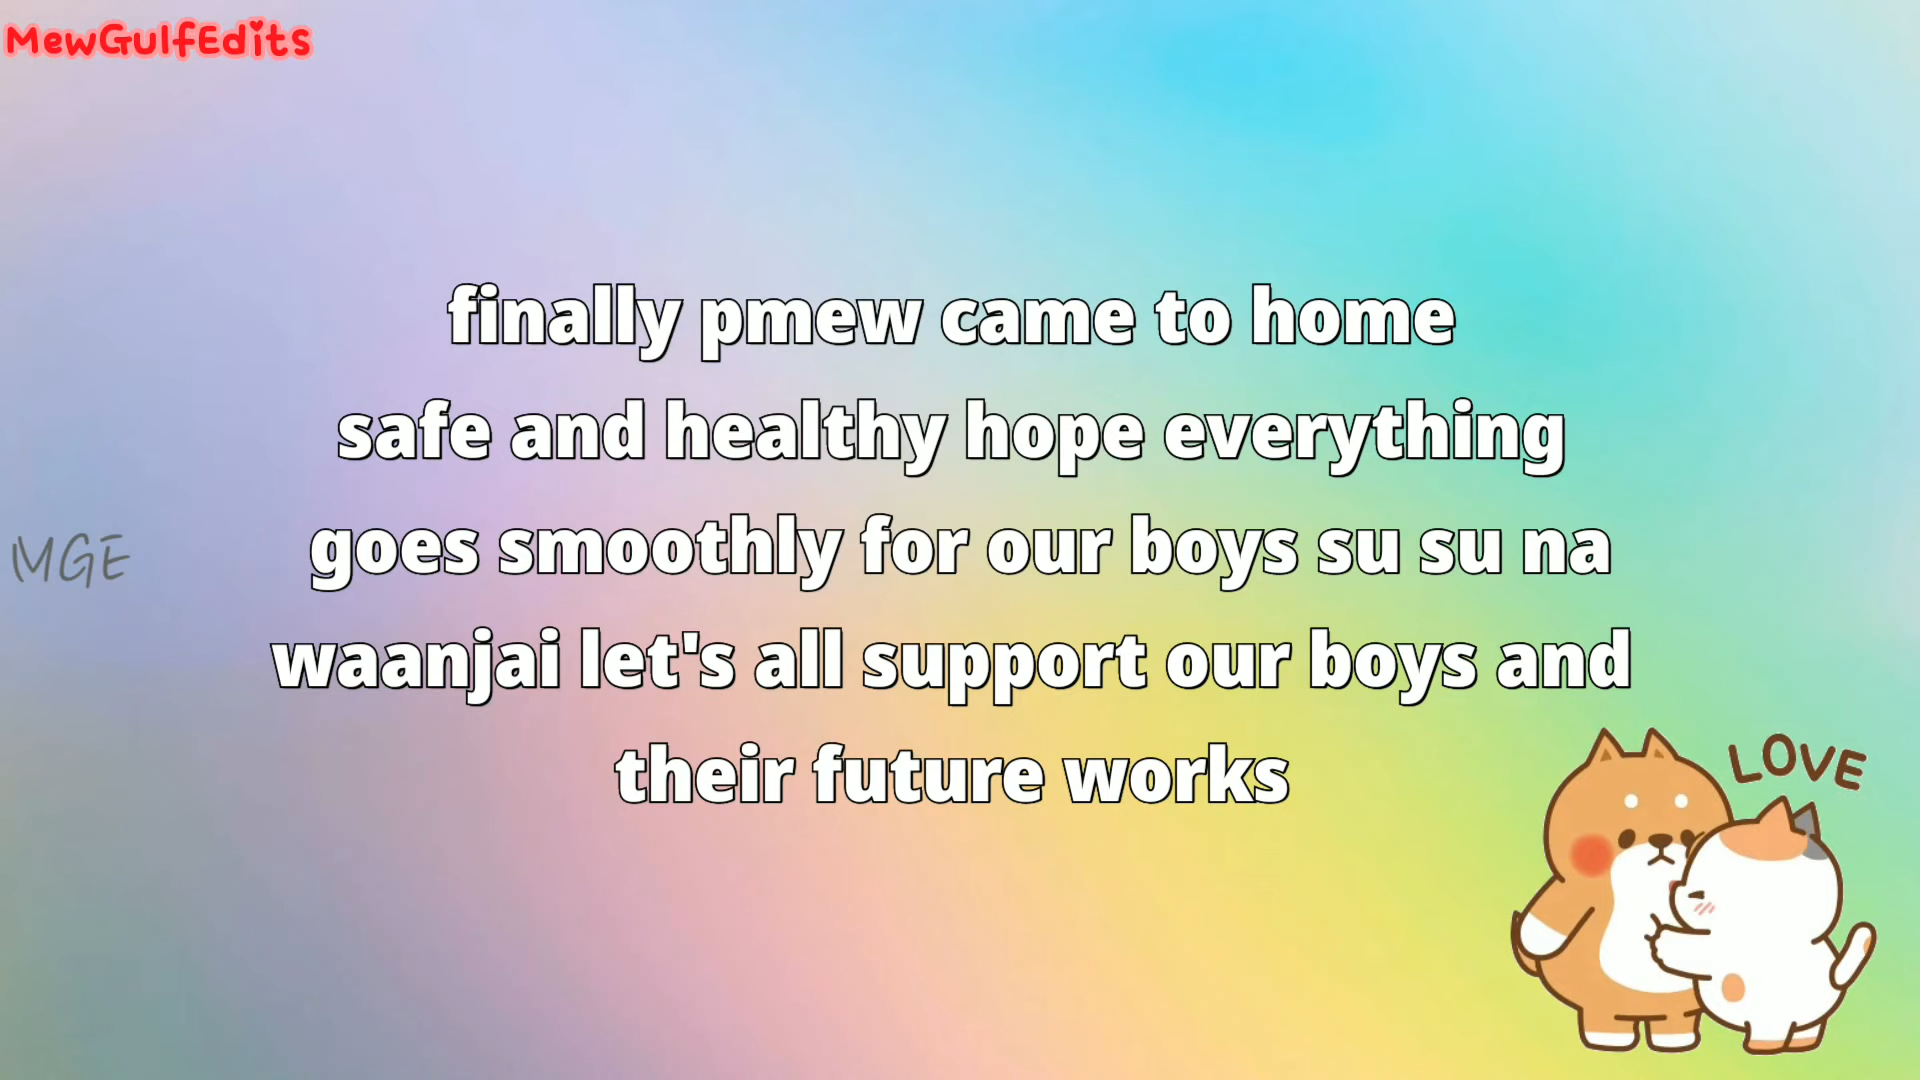 MewGulfEdits
finally pmew came to home
safe and healthy hope everything
goes smoothly for our boys su su na
MGE
waanjai let's all support our boys and
their future works
LOVE